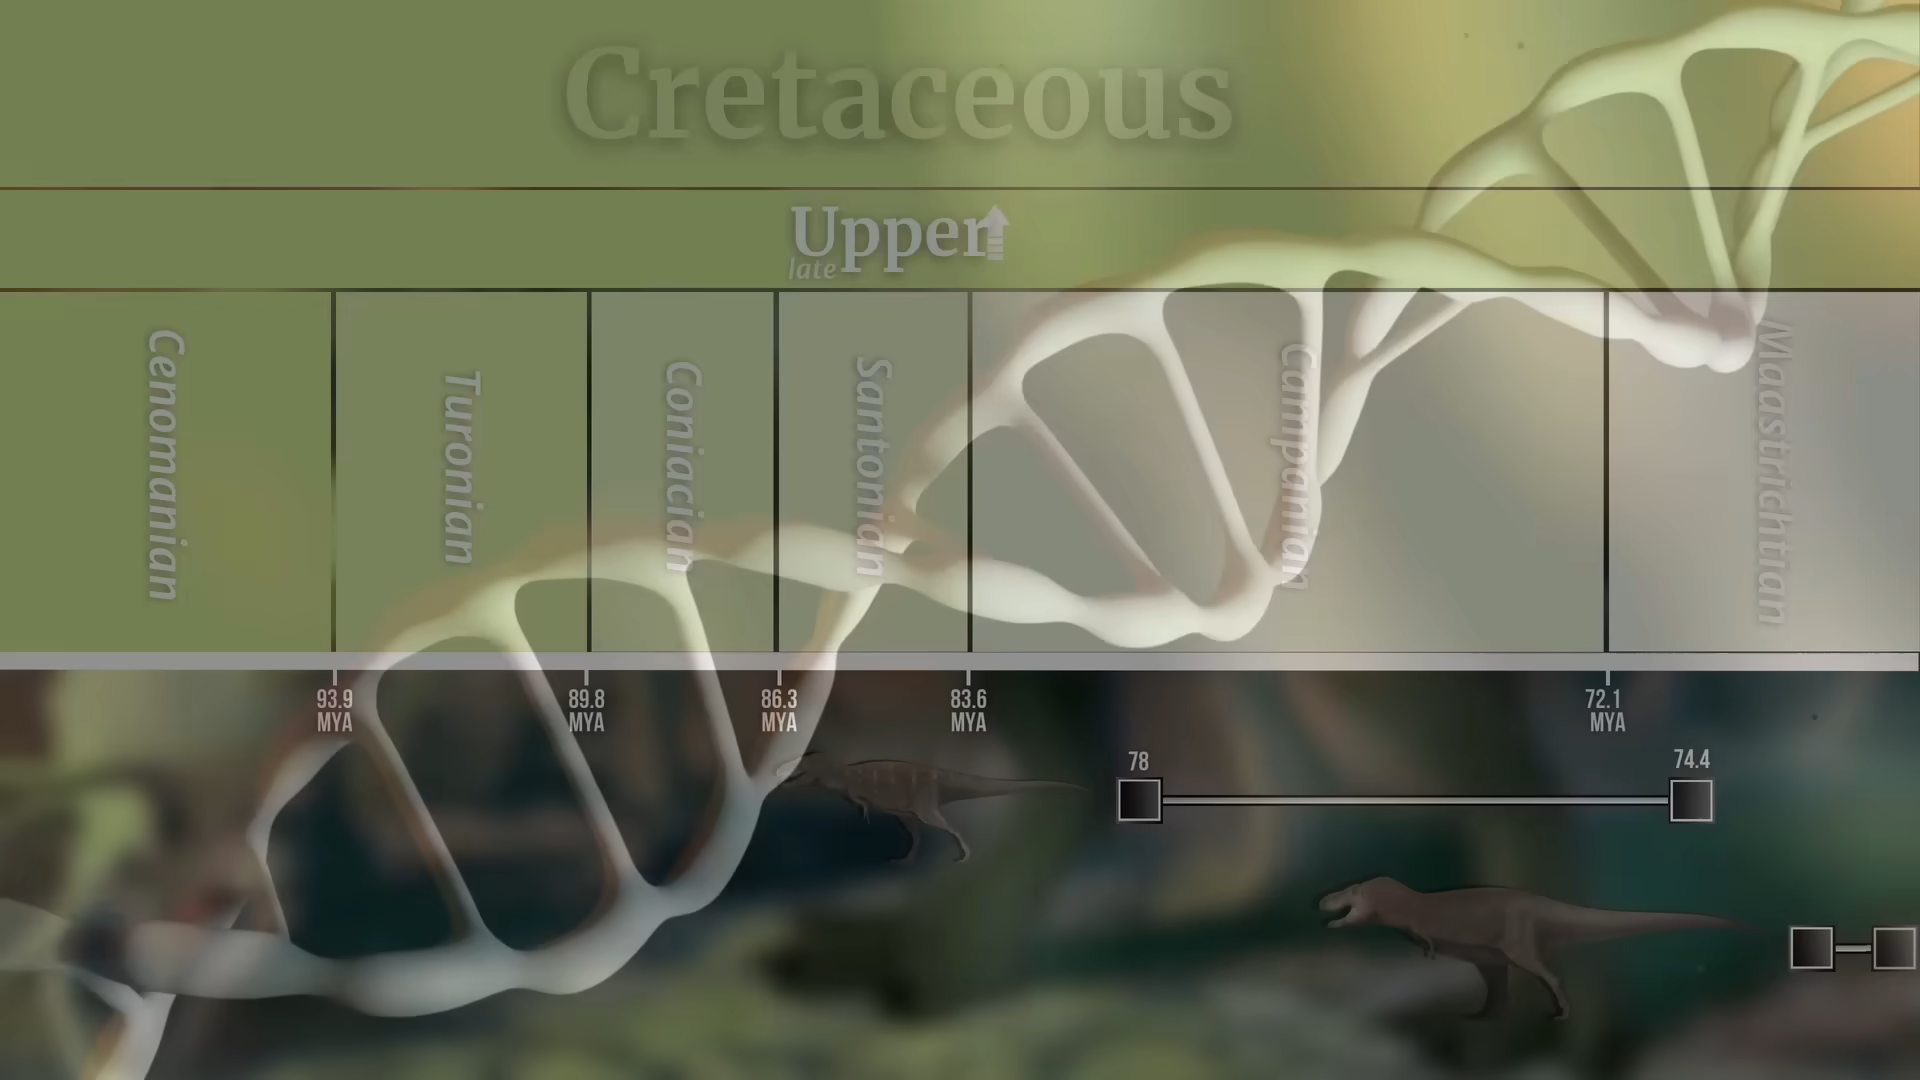 Cretaceous
Upper
late
Cenomanian
Turonian
Coniacian
Santonian
Campanian
Maastrichtian
93.9
MYA
89.8
MYA
86.3
MYA
83.6
MYA
72.1
MYA
78
74.4